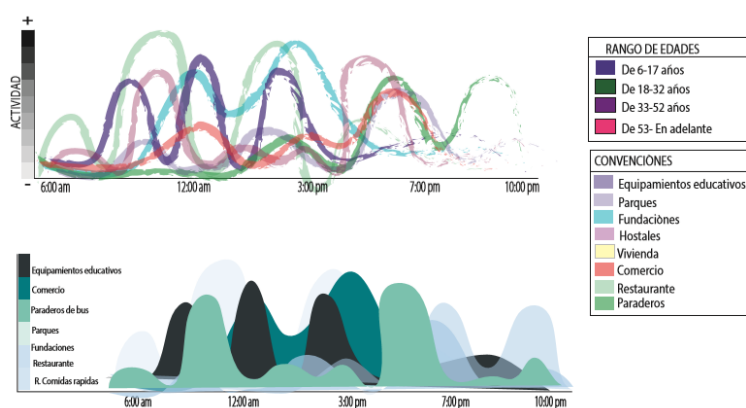 +
ACTIVIDAD
-
6:00 am
12:00 am
3:00 pm
7:00 pm
10:00 pm
RANGO DE EDADES
De 6-17 años
De 18-32 años
De 33-52 años
De 53- En adelante
CONVENCIONES
Equipamientos educativos
Parques
Fundaciònes
Hostales
Vivienda
Comercio
Restaurante
Paraderos
Equipamientos educativos
Comercio
Paraderos de bus
Parques
Fundaciones
Restaurante
R. Comidas rapidas
6:00 am
12:00 am
3:00 pm
7:00 pm
10:00 pm